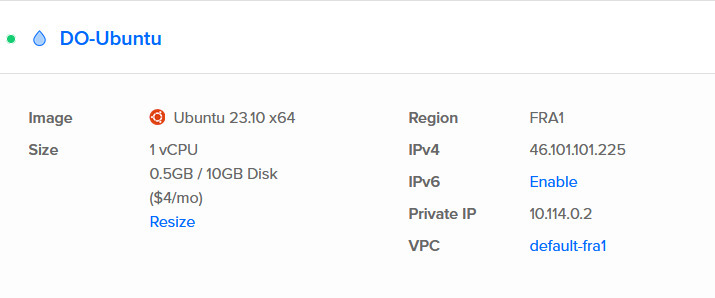 DO-Ubuntu
Image Ubuntu 23.10 x64
Size 1 vCPU
0.5GB / 10GB Disk
($4/mo)
Resize
Region FRA1
IPv4 46.101.101.225
IPv6 Enable
Private IP 10.114.0.2
VPC default-fra1